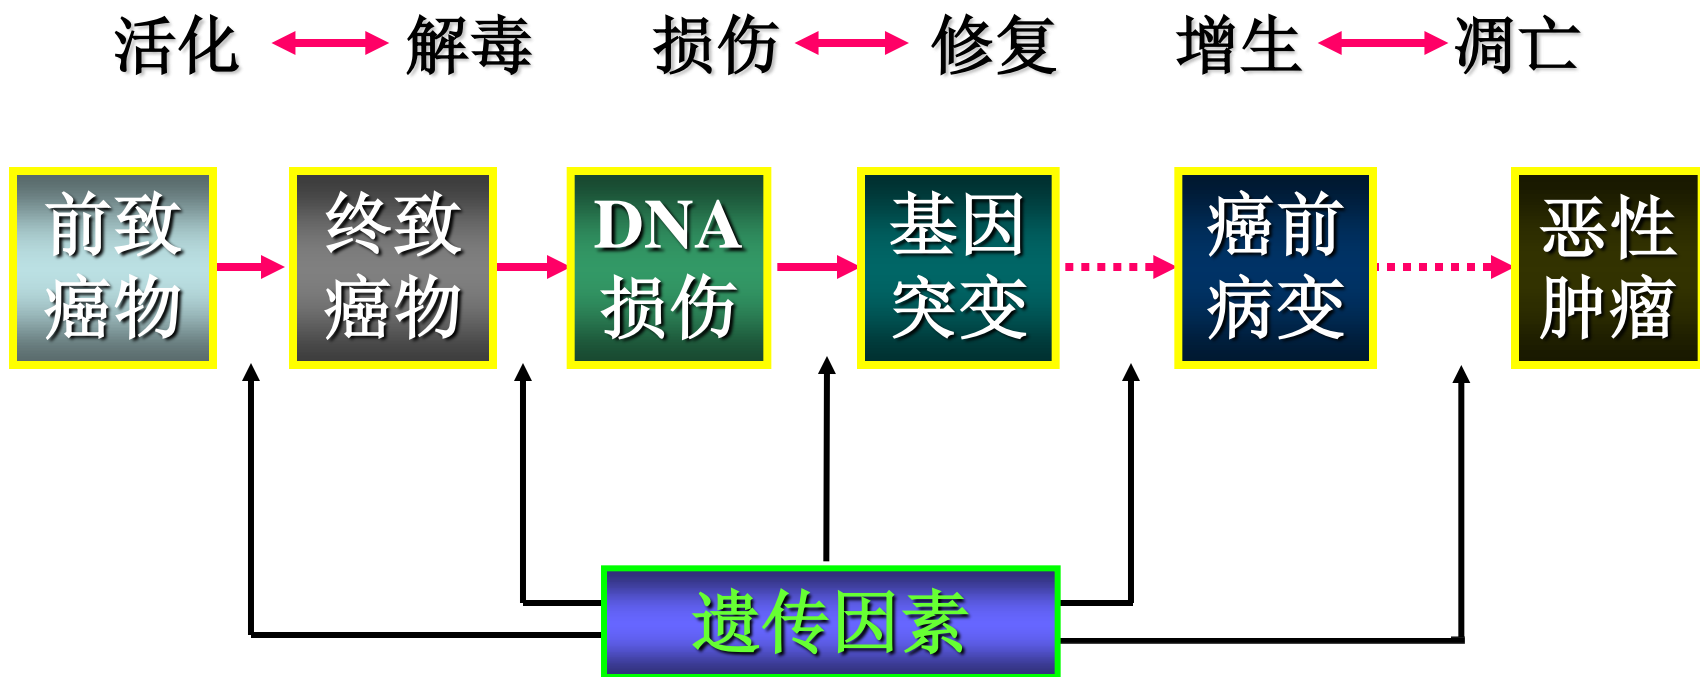 活化 解毒 损伤 修复 增生 凋亡
前致
癌物
终致
癌物
DNA
损伤
基因
突变
癌前
病变
恶性
肿瘤
遗传因素